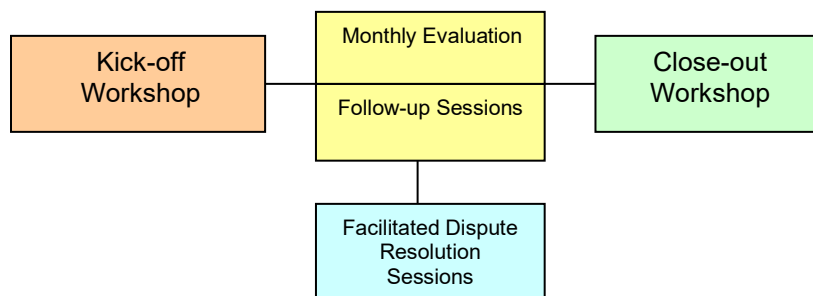 Kick-off
Workshop
Monthly Evaluation
Follow-up Sessions
Close-out
Workshop
Facilitated Dispute
Resolution
Sessions